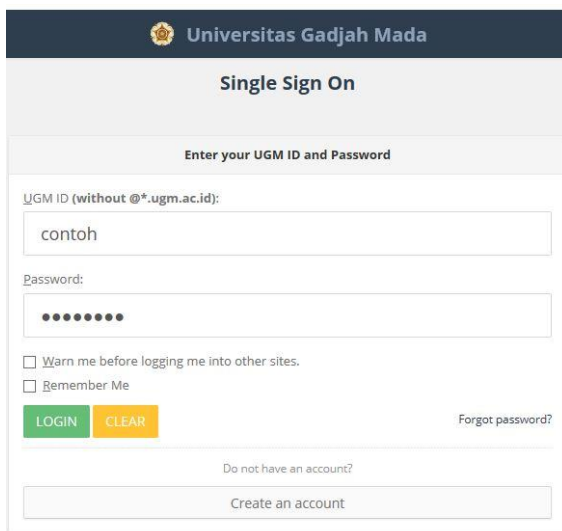 Universitas Gadjah Mada
Single Sign On
Enter your UGM ID and Password
UGM ID (without @*.ugm.ac.id):
contoh
Password:
●●●●●●●●
Warn me before logging me into other sites.
Remember Me
LOGIN CLEAR Forgot password?
Do not have an account?
Create an account